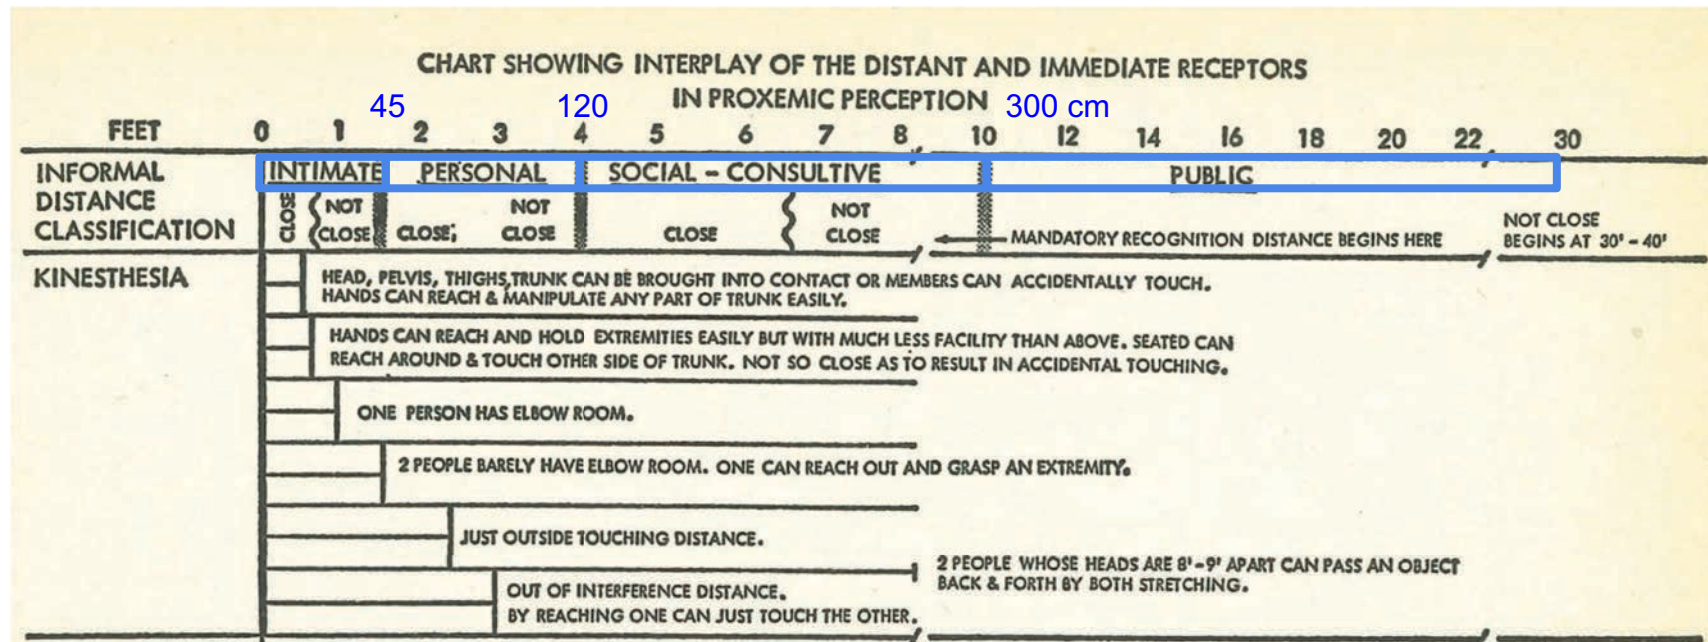 CHART SHOWING INTERPLAY OF THE DISTANT AND IMMEDIATE RECEPTORS
IN PROXEMIC PERCEPTION
45 120 300 cm
FEET 0 1 2 3 4 5 6 7 8 10 12 14 16 18 20 22 30
INFORMAL
DISTANCE
CLASSIFICATION
INTIMATE PERSONAL SOCIAL - CONSULTIVE PUBLIC
CLOSE
NOT
CLOSE
CLOSE;
NOT
CLOSE
CLOSE
NOT
CLOSE
MANDATORY RECOGNITION DISTANCE BEGINS HERE
NOT CLOSE
BEGINS AT 30' - 40'
KINESTHESIA
HEAD, PELVIS, THIGHS, TRUNK CAN BE BROUGHT INTO CONTACT OR MEMBERS CAN ACCIDENTALLY TOUCH.
HANDS CAN REACH & MANIPULATE ANY PART OF TRUNK EASILY.
HANDS CAN REACH AND HOLD EXTREMITIES EASILY BUT WITH MUCH LESS FACILITY THAN ABOVE. SEATED CAN
REACH AROUND & TOUCH OTHER SIDE OF TRUNK. NOT SO CLOSE AS TO RESULT IN ACCIDENTAL TOUCHING.
ONE PERSON HAS ELBOW ROOM.
2 PEOPLE BARELY HAVE ELBOW ROOM. ONE CAN REACH OUT AND GRASP AN EXTREMITY.
JUST OUTSIDE TOUCHING DISTANCE.
OUT OF INTERFERENCE DISTANCE.
BY REACHING ONE CAN JUST TOUCH THE OTHER.
2 PEOPLE WHOSE HEADS ARE 8'-9' APART CAN PASS AN OBJECT
BACK & FORTH BY BOTH STRETCHING.